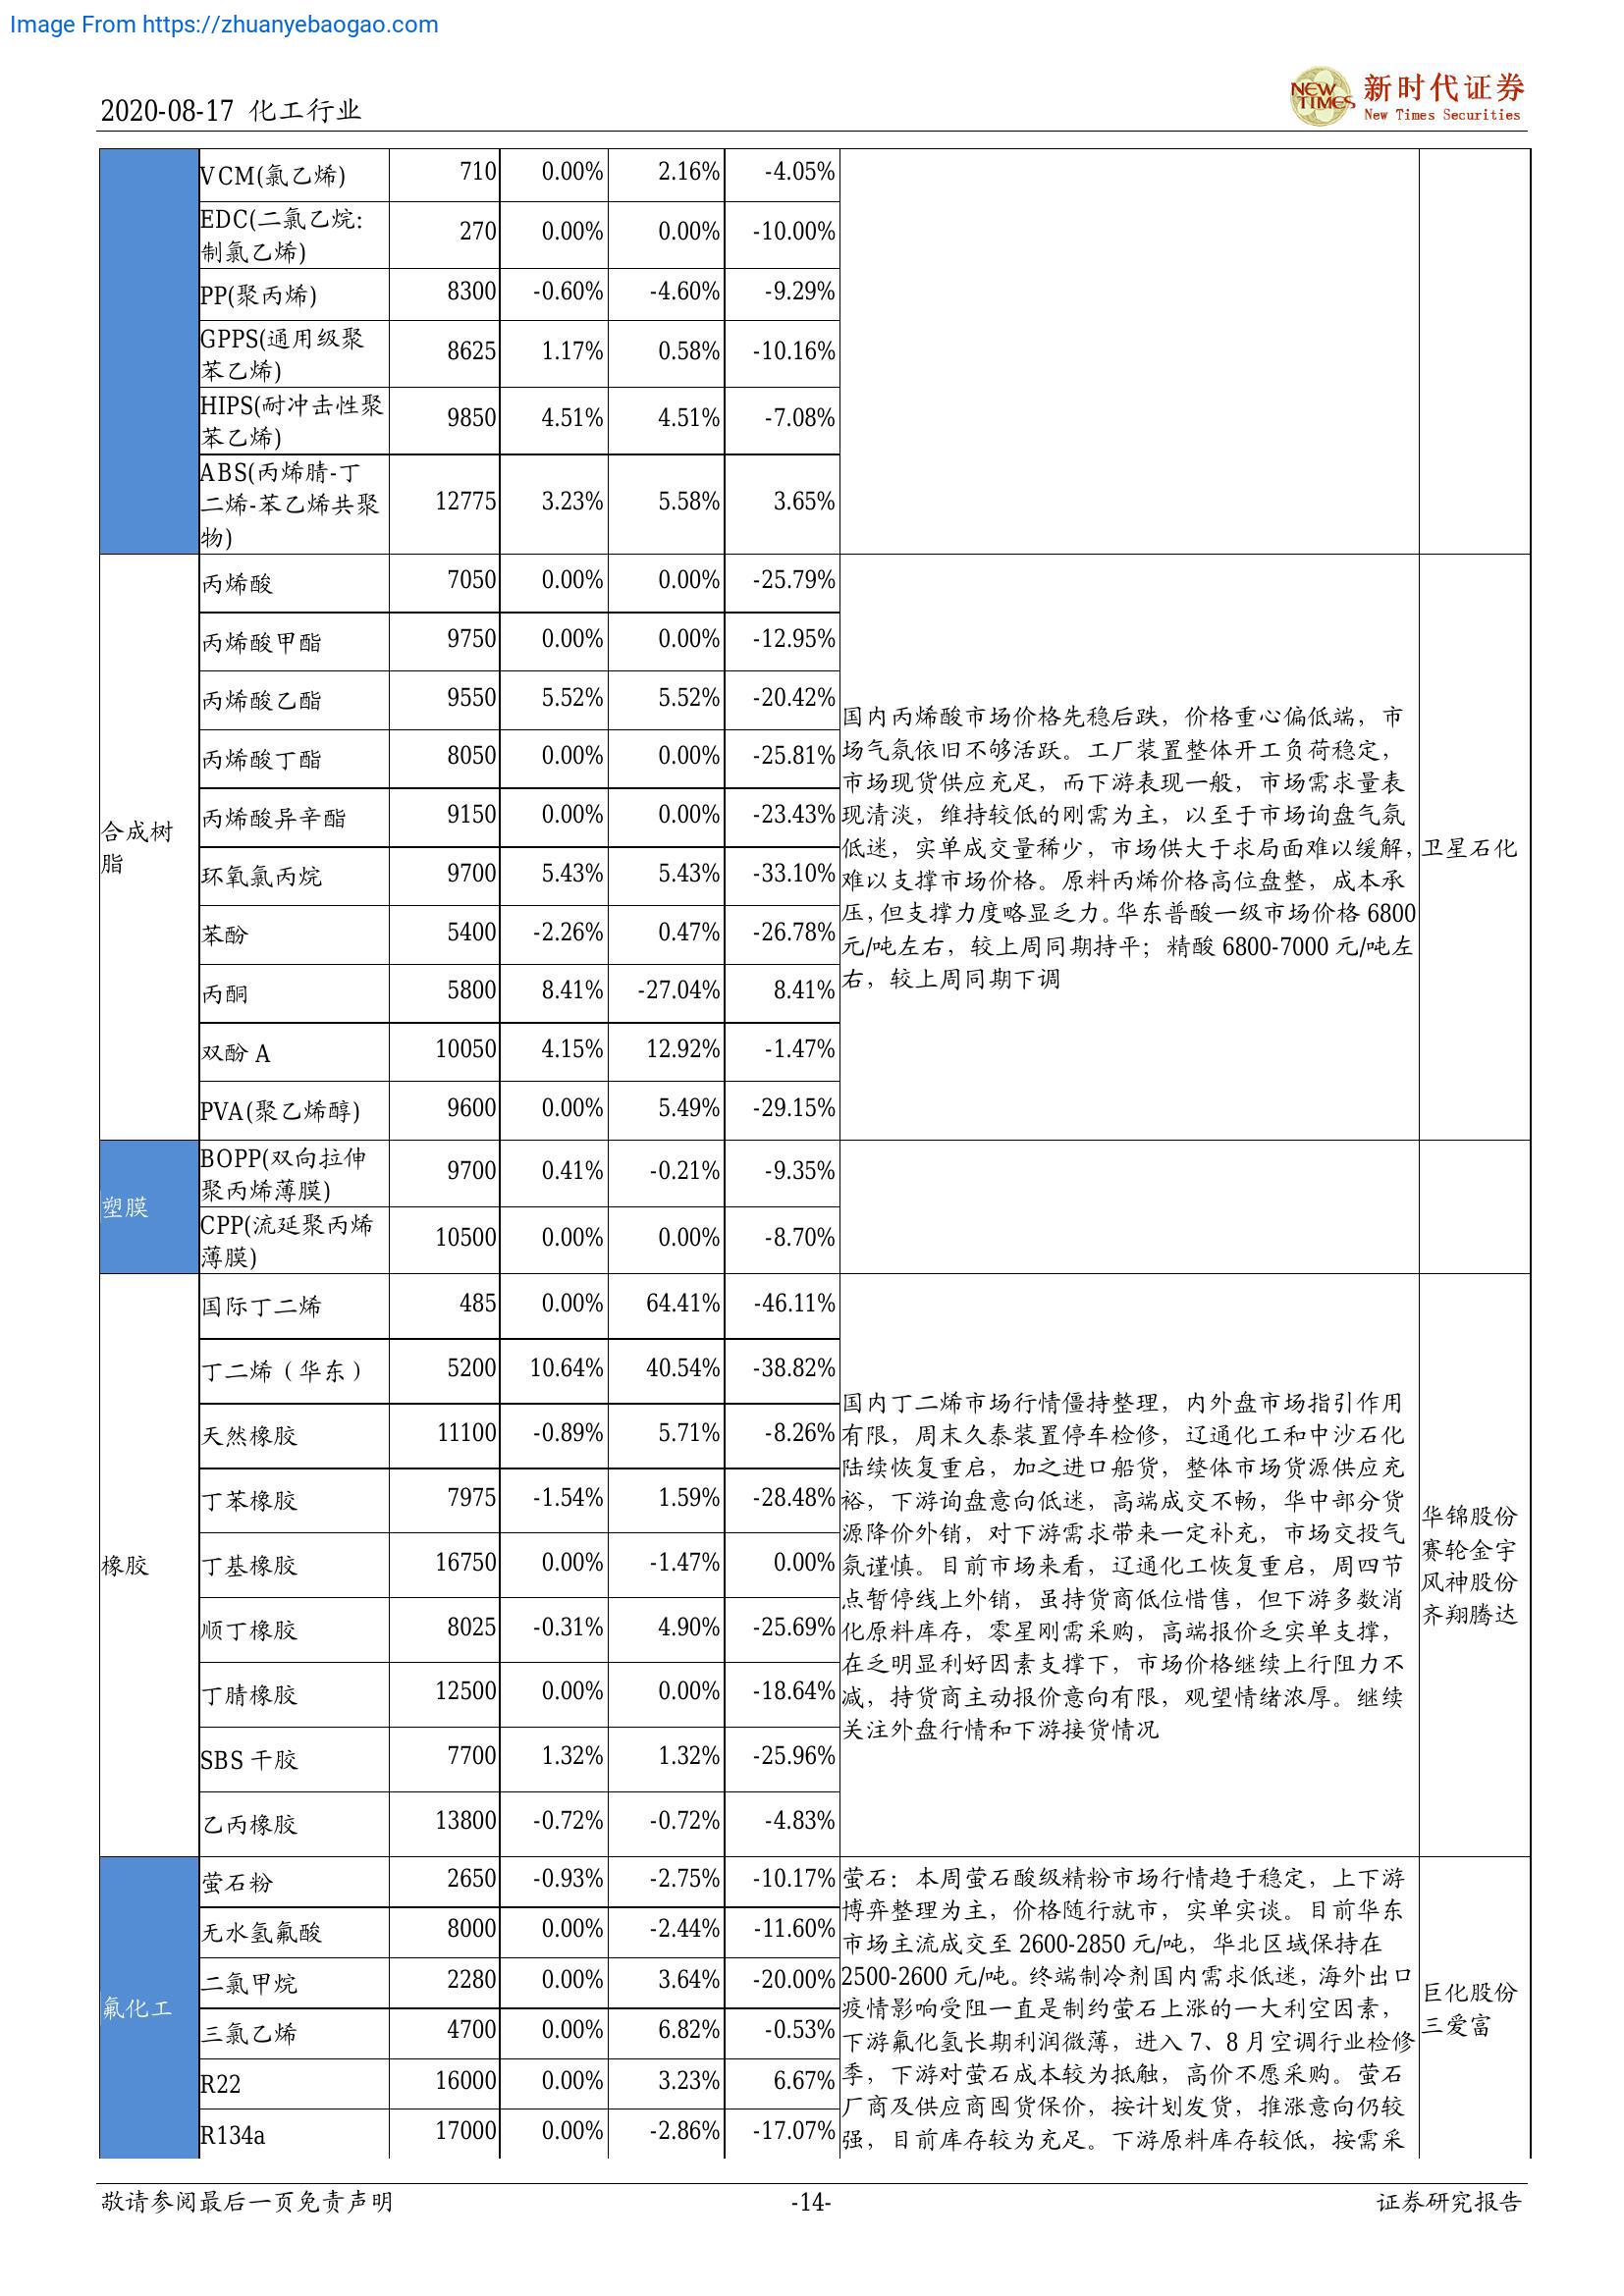 Image From https://zhuanyebaogao.com
2020-08-17 化工行业
NEW TIMES 新时代证券
New Times Securities
VCM(氯乙烯) 710 0.00% 2.16% -4.05%
EDC(二氯乙烷:
制氯乙烯) 270 0.00% 0.00% -10.00%
PP(聚丙烯) 8300 -0.60% -4.60% -9.29%
GPPS(通用级聚
苯乙烯) 8625 1.17% 0.58% -10.16%
HIPS(耐冲击性聚
苯乙烯) 9850 4.51% 4.51% -7.08%
ABS(丙烯腈-丁
二烯-苯乙烯共聚
物) 12775 3.23% 5.58% 3.65%
合成树
脂
丙烯酸 7050 0.00% 0.00% -25.79%
丙烯酸甲酯 9750 0.00% 0.00% -12.95%
丙烯酸乙酯 9550 5.52% 5.52% -20.42%
丙烯酸丁酯 8050 0.00% 0.00% -25.81%
丙烯酸异辛酯 9150 0.00% 0.00% -23.43%
环氧氯丙烷 9700 5.43% 5.43% -33.10%
苯酚 5400 -2.26% 0.47% -26.78%
丙酮 5800 8.41% -27.04% 8.41%
双酚 A 10050 4.15% 12.92% -1.47%
PVA(聚乙烯醇) 9600 0.00% 5.49% -29.15%
国内丙烯酸市场价格先稳后跌，价格重心偏低端，市
场气氛依旧不够活跃。工厂装置整体开工负荷稳定，
市场现货供应充足，而下游表现一般，市场需求量表
现清淡，维持较低的刚需为主，以至于市场询盘气氛
低迷，实单成交量稀少，市场供大于求局面难以缓解，
难以支撑市场价格。原料丙烯价格高位盘整，成本承
压，但支撑力度略显乏力。华东普酸一级市场价格 6800
元/吨左右，较上周同期持平；精酸 6800-7000 元/吨左
右，较上周同期下调
卫星石化
塑膜
BOPP(双向拉伸
聚丙烯薄膜) 9700 0.41% -0.21% -9.35%
CPP(流延聚丙烯
薄膜) 10500 0.00% 0.00% -8.70%
橡胶
国际丁二烯 485 0.00% 64.41% -46.11%
丁二烯（华东） 5200 10.64% 40.54% -38.82%
天然橡胶 11100 -0.89% 5.71% -8.26%
丁苯橡胶 7975 -1.54% 1.59% -28.48%
丁基橡胶 16750 0.00% -1.47% 0.00%
顺丁橡胶 8025 -0.31% 4.90% -25.69%
丁腈橡胶 12500 0.00% 0.00% -18.64%
SBS 干胶 7700 1.32% 1.32% -25.96%
乙丙橡胶 13800 -0.72% -0.72% -4.83%
国内丁二烯市场行情僵持整理，内外盘市场指引作用
有限，周末久泰装置停车检修，辽通化工和中沙石化
陆续恢复重启，加之进口船货，整体市场货源供应充
裕，下游询盘意向低迷，高端成交不畅，华中部分货
源降价外销，对下游需求带来一定补充，市场交投气
氛谨慎。目前市场来看，辽通化工恢复重启，周四节
点暂停线上外销，虽持货商低位惜售，但下游多数消
化原料库存，零星刚需采购，高端报价乏实单支撑，
在乏明显利好因素支撑下，市场价格继续上行阻力不
减，持货商主动报价意向有限，观望情绪浓厚。继续
关注外盘行情和下游接货情况
华锦股份
赛轮金宇
风神股份
齐翔腾达
氟化工
萤石粉 2650 -0.93% -2.75% -10.17%
无水氢氟酸 8000 0.00% -2.44% -11.60%
二氯甲烷 2280 0.00% 3.64% -20.00%
三氯乙烯 4700 0.00% 6.82% -0.53%
R22 16000 0.00% 3.23% 6.67%
R134a 17000 0.00% -2.86% -17.07%
萤石：本周萤石酸级精粉市场行情趋于稳定，上下游
博弈整理为主，价格随行就市，实单实谈。目前华东
市场主流成交至 2600-2850 元/吨，华北区域保持在
2500-2600 元/吨。终端制冷剂国内需求低迷，海外出口
疫情影响受阻一直是制约萤石上涨的一大利空因素，
下游氟化氢长期利润微薄，进入 7、8 月空调行业检修
季，下游对萤石成本较为抵触，高价不愿采购。萤石
厂商及供应商囤货保价，按计划发货，推涨意向仍较
强，目前库存较为充足。下游原料库存较低，按需采
巨化股份
三爱富
敬请参阅最后一页免责声明 -14- 证券研究报告